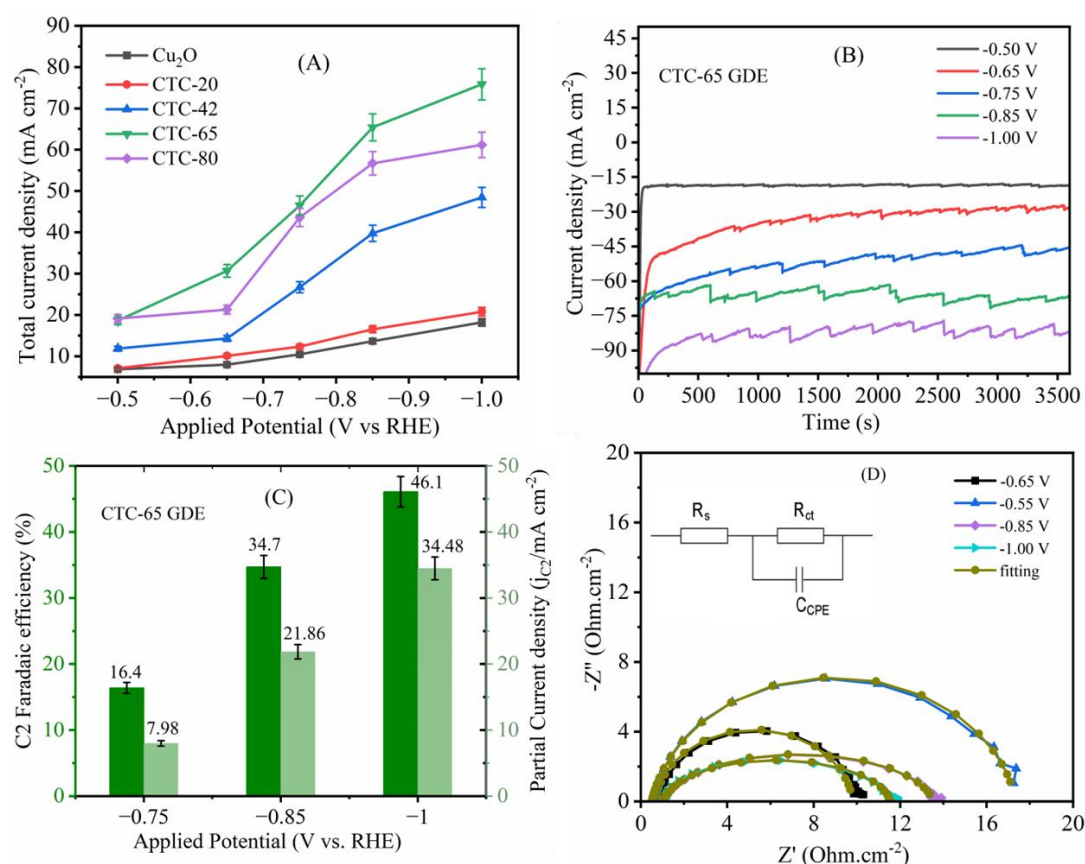 (A)
Cu₂O
CTC-20
CTC-42
CTC-65
CTC-80
Total current density (mA cm⁻²)
90
80
70
60
50
40
30
20
10
−0.5 −0.6 −0.7 −0.8 −0.9 −1.0
Applied Potential (V vs RHE)
(B)
CTC-65 GDE
-0.50 V
-0.65 V
-0.75 V
-0.85 V
-1.00 V
Current density (mA cm⁻²)
45
30
15
0
−15
−30
−45
−60
−75
−90
0 500 1000 1500 2000 2500 3000 3500
Time (s)
(C)
CTC-65 GDE
C2 Faradaic efficiency (%)
50
40
30
20
10
0
16.4
7.98
34.7
21.86
46.1
34.48
50
40
30
20
10
0
Partial Current density (j_C2/mA cm⁻²)
−0.75 −0.85 −1
Applied Potential (V vs. RHE)
(D)
-0.65 V
-0.55 V
-0.85 V
-1.00 V
fitting
Rs
Rct
CCPE
-Z'' (Ohm.cm⁻²)
20
16
12
8
4
0
0 4 8 12 16 20
Z' (Ohm.cm⁻²)